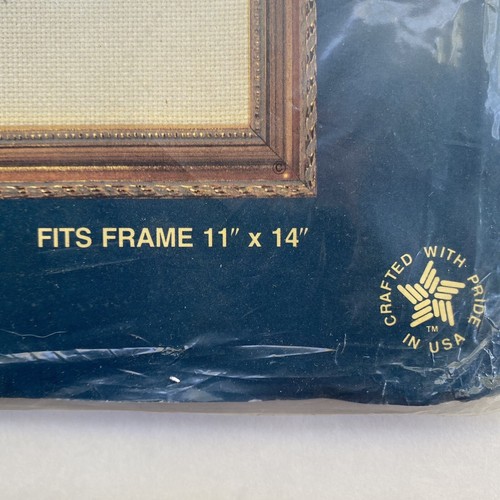 ©
FITS FRAME 11" x 14"
CRAFTED WITH PRIDE
IN USA
TM